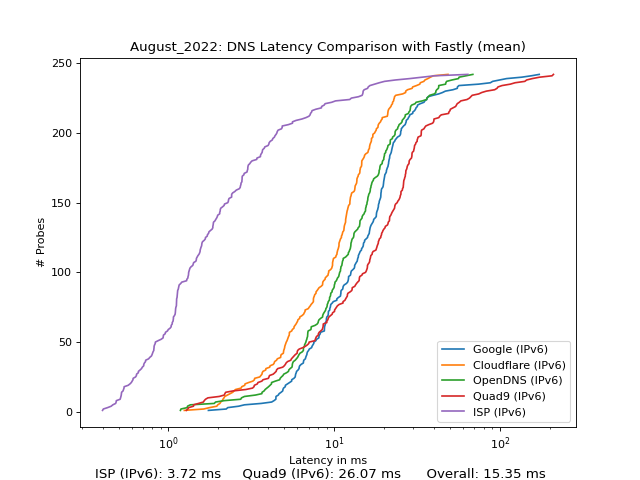 August_2022: DNS Latency Comparison with Fastly (mean)
250
200
150
100
50
0
# Probes
Google (IPv6)
Cloudflare (IPv6)
OpenDNS (IPv6)
Quad9 (IPv6)
ISP (IPv6)
10⁰ 10¹ 10²
Latency in ms
ISP (IPv6): 3.72 ms Quad9 (IPv6): 26.07 ms Overall: 15.35 ms